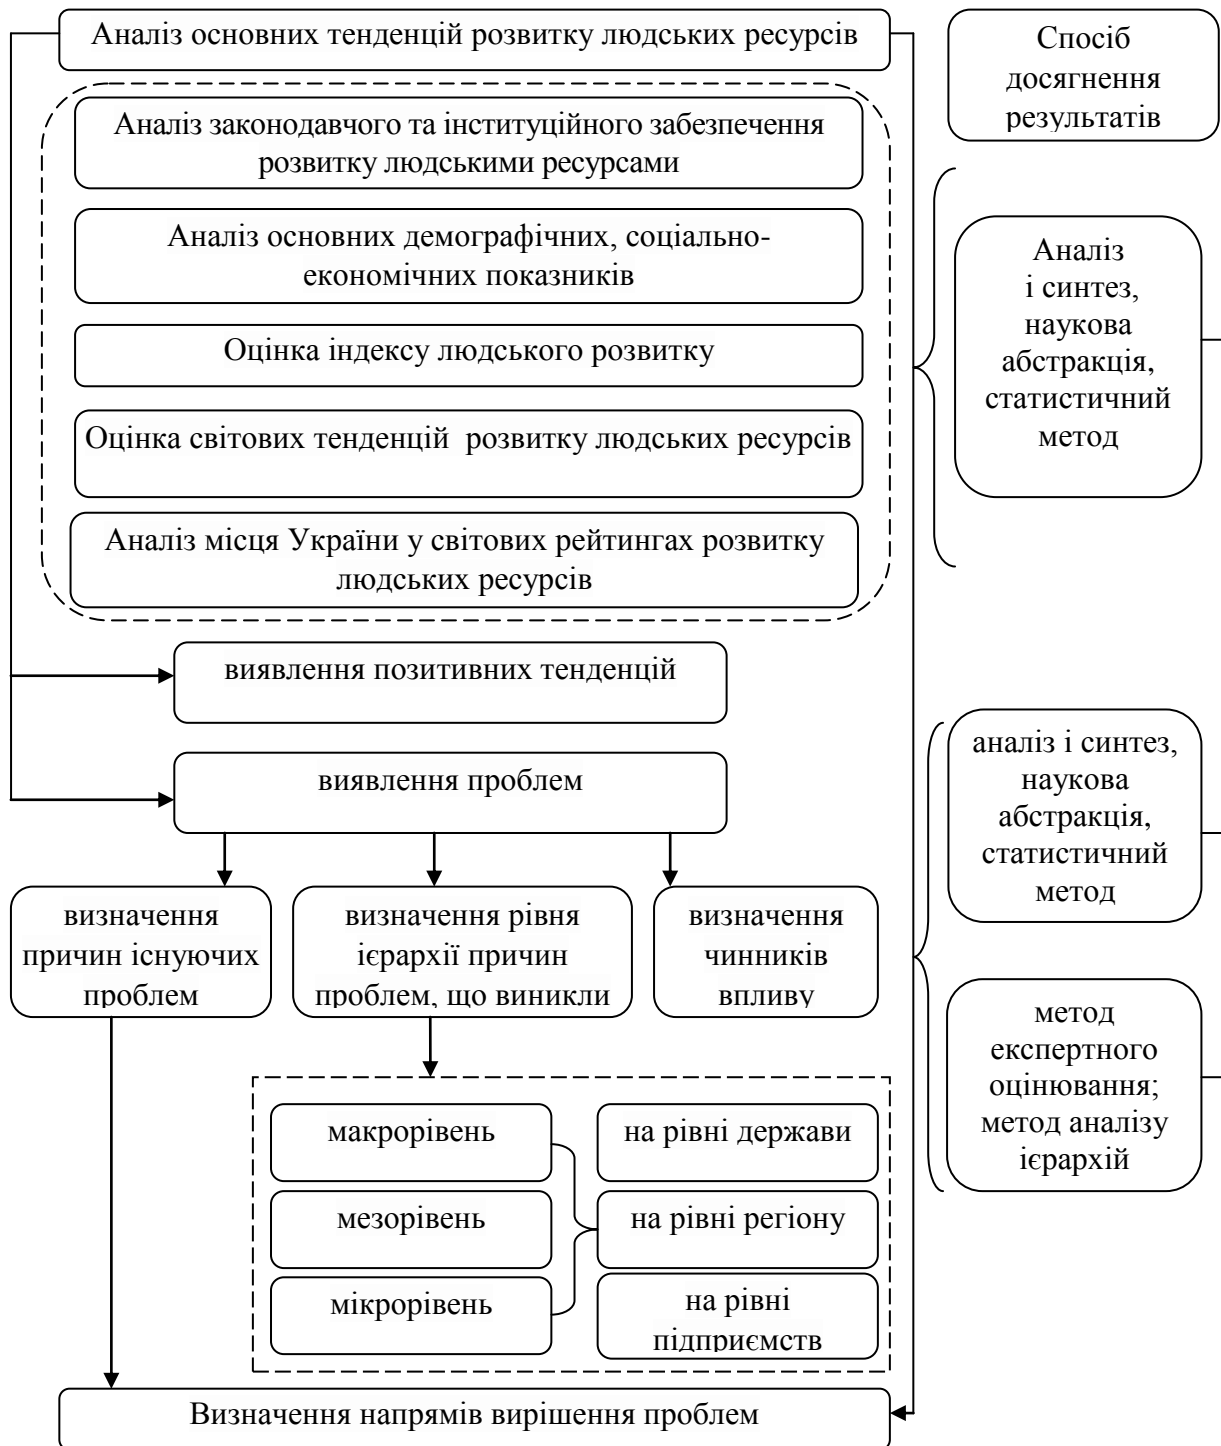 Аналіз основних тенденцій розвитку людських ресурсів
Спосіб
досягнення
результатів
Аналіз законодавчого та інституційного забезпечення
розвитку людськими ресурсами
Аналіз основних демографічних, соціально-
економічних показників
Оцінка індексу людського розвитку
Оцінка світових тенденцій розвитку людських ресурсів
Аналіз місця України у світових рейтингах розвитку
людських ресурсів
Аналіз
і синтез,
наукова
абстракція,
статистичний
метод
виявлення позитивних тенденцій
виявлення проблем
аналіз і синтез,
наукова
абстракція,
статистичний
метод
визначення
причин існуючих
проблем
визначення рівня
ієрархії причин
проблем, що виникли
визначення
чинників
впливу
метод
експертного
оцінювання;
метод аналізу
ієрархій
макрорівень
на рівні держави
мезорівень
на рівні регіону
мікрорівень
на рівні
підприємств
Визначення напрямів вирішення проблем